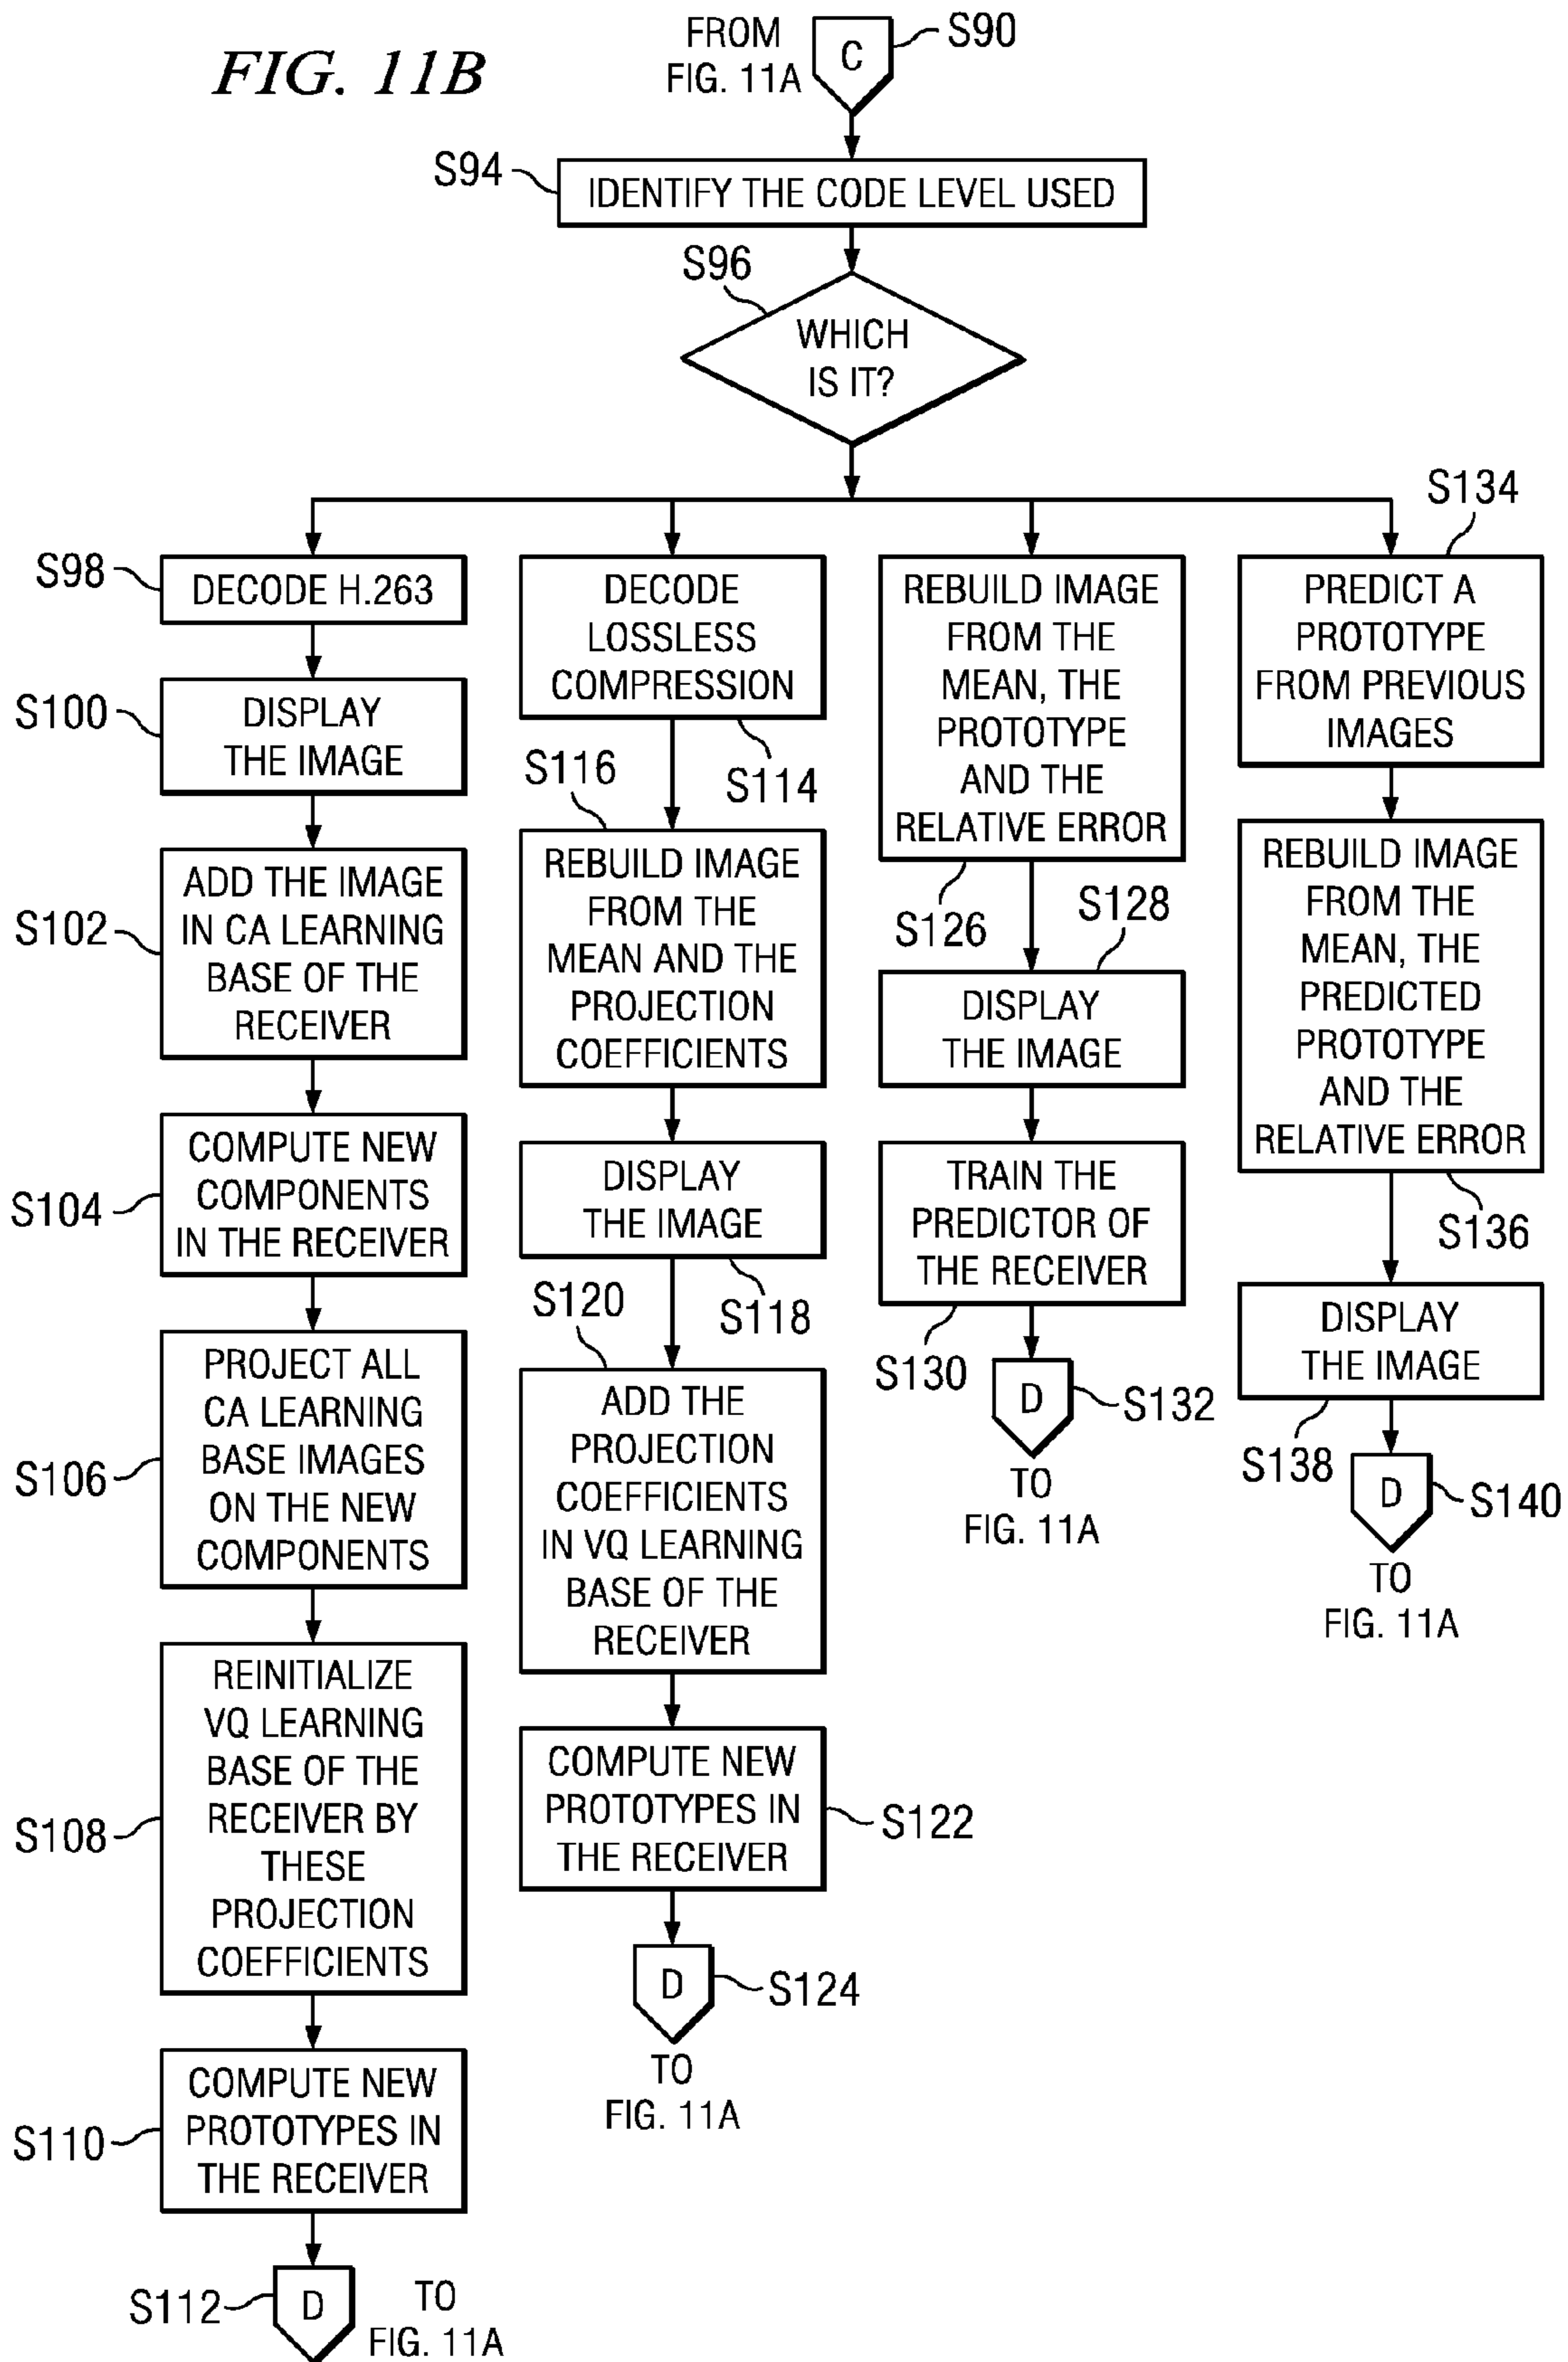 FIG. 11B
FROM
FIG. 11A
C
S90
S94
IDENTIFY THE CODE LEVEL USED
S96
WHICH
IS IT?
S98
DECODE H.263
S100
DISPLAY
THE IMAGE
S102
ADD THE IMAGE
IN CA LEARNING
BASE OF THE
RECEIVER
S104
COMPUTE NEW
COMPONENTS
IN THE RECEIVER
S106
PROJECT ALL
CA LEARNING
BASE IMAGES
ON THE NEW
COMPONENTS
S108
REINITIALIZE
VQ LEARNING
BASE OF THE
RECEIVER BY
THESE
PROJECTION
COEFFICIENTS
S110
COMPUTE NEW
PROTOTYPES IN
THE RECEIVER
S112
D
TO
FIG. 11A
DECODE
LOSSLESS
COMPRESSION
S114
S116
REBUILD IMAGE
FROM THE
MEAN AND THE
PROJECTION
COEFFICIENTS
DISPLAY
THE IMAGE
S118
S120
ADD THE
PROJECTION
COEFFICIENTS
IN VQ LEARNING
BASE OF THE
RECEIVER
COMPUTE NEW
PROTOTYPES IN
THE RECEIVER
S122
D
S124
TO
FIG. 11A
REBUILD IMAGE
FROM THE
MEAN, THE
PROTOTYPE
AND THE
RELATIVE ERROR
S126
S128
DISPLAY
THE IMAGE
TRAIN THE
PREDICTOR OF
THE RECEIVER
S130
D
S132
TO
FIG. 11A
S134
PREDICT A
PROTOTYPE
FROM PREVIOUS
IMAGES
REBUILD IMAGE
FROM THE
MEAN, THE
PREDICTED
PROTOTYPE
AND THE
RELATIVE ERROR
S136
DISPLAY
THE IMAGE
S138
D
S140
TO
FIG. 11A